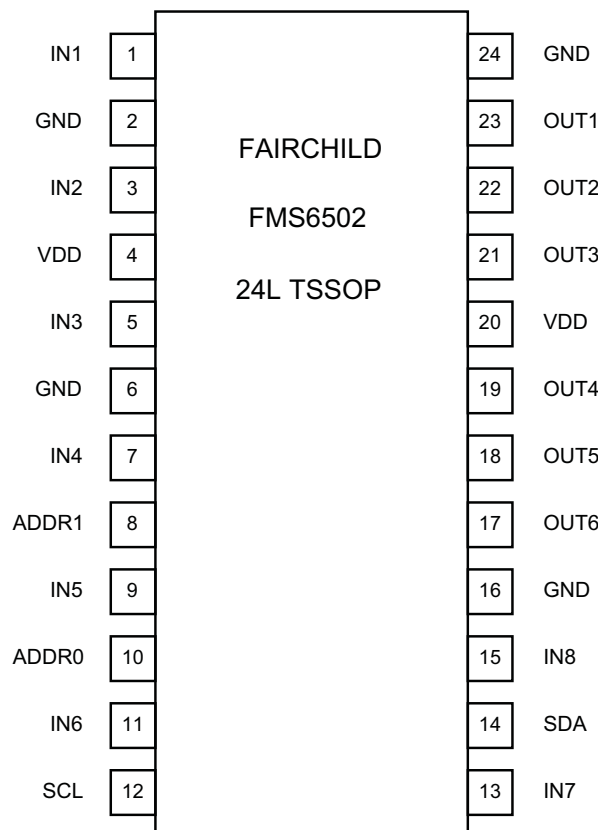 IN1 1 24 GND
GND 2 23 OUT1
FAIRCHILD
IN2 3 22 OUT2
FMS6502
VDD 4 21 OUT3
24L TSSOP
IN3 5 20 VDD
GND 6 19 OUT4
IN4 7 18 OUT5
ADDR1 8 17 OUT6
IN5 9 16 GND
ADDR0 10 15 IN8
IN6 11 14 SDA
SCL 12 13 IN7